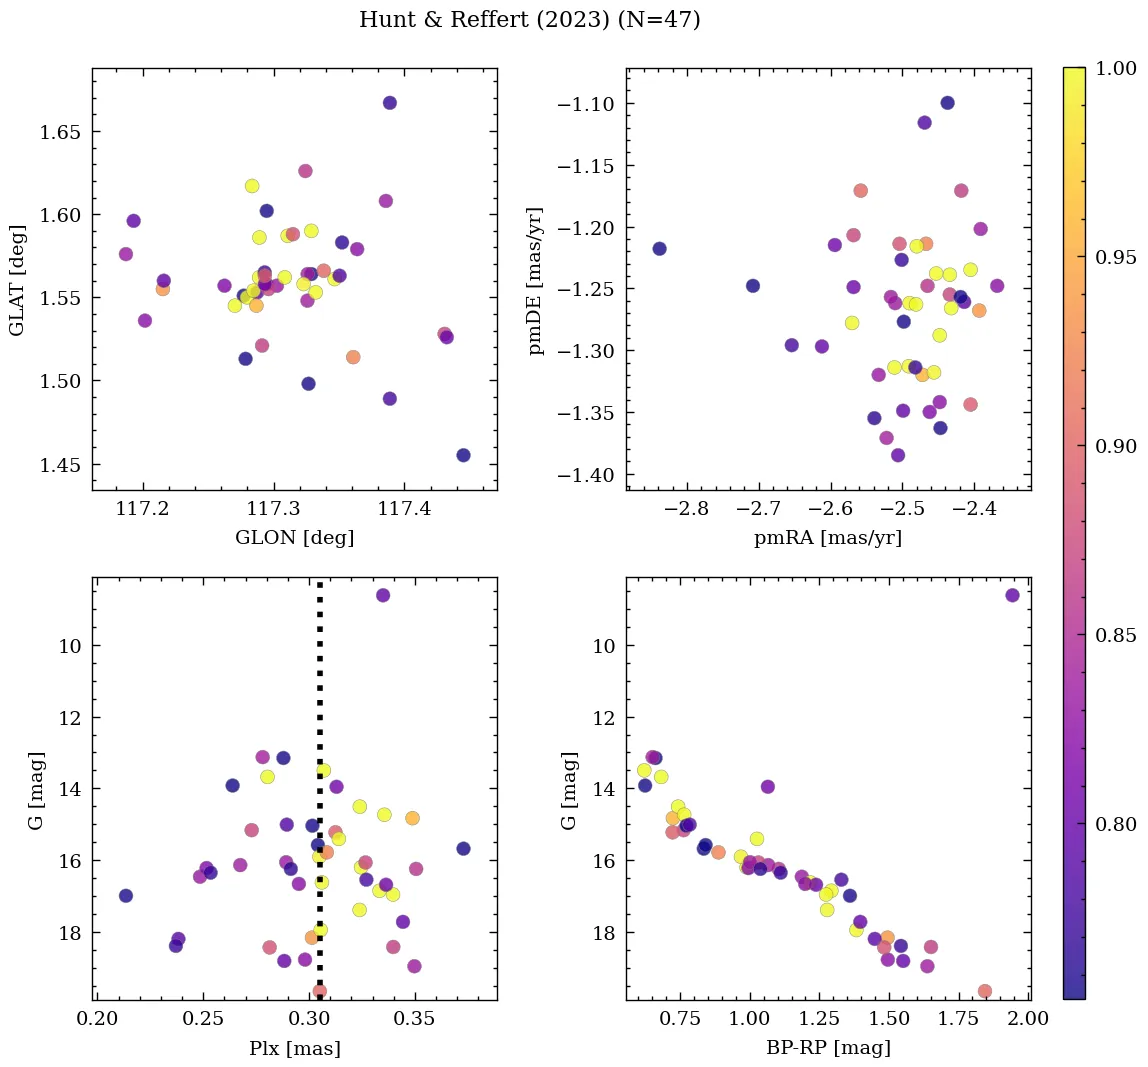 Hunt & Reffert (2023) (N=47)
1.65
1.60
1.55
1.50
1.45
GLAT [deg]
117.2 117.3 117.4
GLON [deg]
−1.10
−1.15
−1.20
−1.25
−1.30
−1.35
−1.40
pmDE [mas/yr]
−2.8 −2.7 −2.6 −2.5 −2.4
pmRA [mas/yr]
1.00
0.95
0.90
0.85
0.80
10
12
14
16
18
G [mag]
0.20 0.25 0.30 0.35
Plx [mas]
10
12
14
16
18
G [mag]
0.75 1.00 1.25 1.50 1.75 2.00
BP-RP [mag]